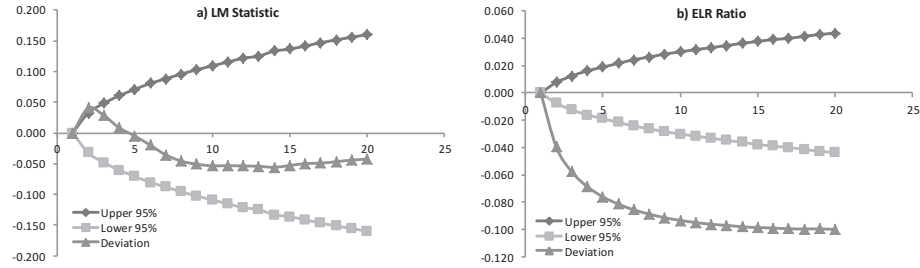 a) LM Statistic
0.200
0.150
0.100
0.050
0.000
-0.050
-0.100
-0.150
-0.200
0 5 10 15 20 25
Upper 95%
Lower 95%
Deviation
b) ELR Ratio
0.060
0.040
0.020
0.000
-0.020
-0.040
-0.060
-0.080
-0.100
-0.120
0 5 10 15 20 25
Upper 95%
Lower 95%
Deviation